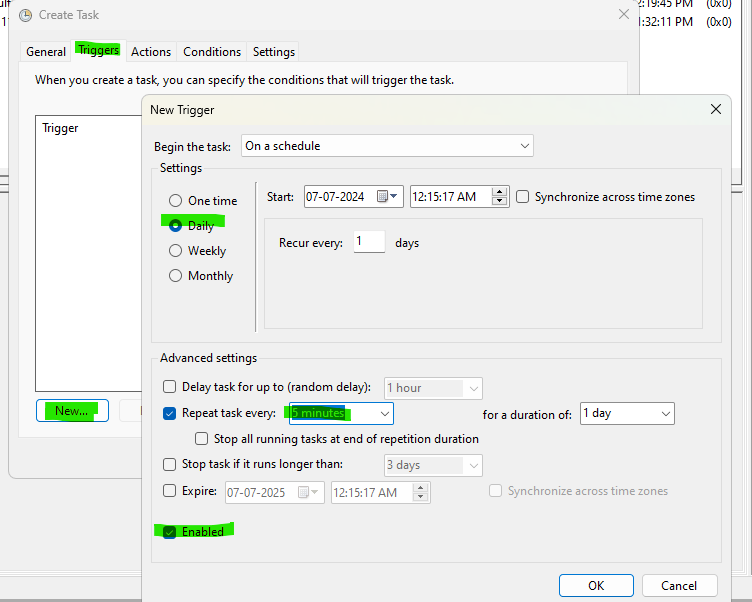 2:19:45 PM (0x0)
Create Task
1:32:11 PM (0x0)
General Triggers Actions Conditions Settings
When you create a task, you can specify the conditions that will trigger the task.
New Trigger
Trigger
Begin the task: On a schedule
Settings
One time
Start: 07-07-2024 12:15:17 AM Synchronize across time zones
Daily
Recur every: 1 days
Weekly
Monthly
Advanced settings
Delay task for up to (random delay): 1 hour
New...
Repeat task every: 5 minutes for a duration of: 1 day
Stop all running tasks at end of repetition duration
Stop task if it runs longer than: 3 days
Expire: 07-07-2025 12:15:17 AM Synchronize across time zones
Enabled
OK Cancel